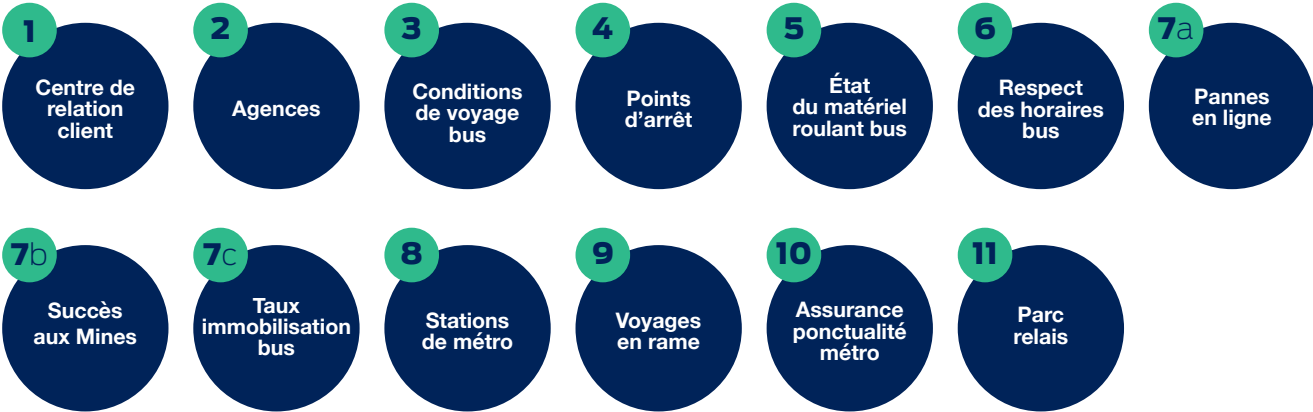 1
Centre de
relation
client
2
Agences
3
Conditions
de voyage
bus
4
Points
d'arrêt
5
État
du matériel
roulant bus
6
Respect
des horaires
bus
7a
Pannes
en ligne
7b
Succès
aux Mines
7c
Taux
immobilisation
bus
8
Stations
de métro
9
Voyages
en rame
10
Assurance
ponctualité
métro
11
Parc
relais